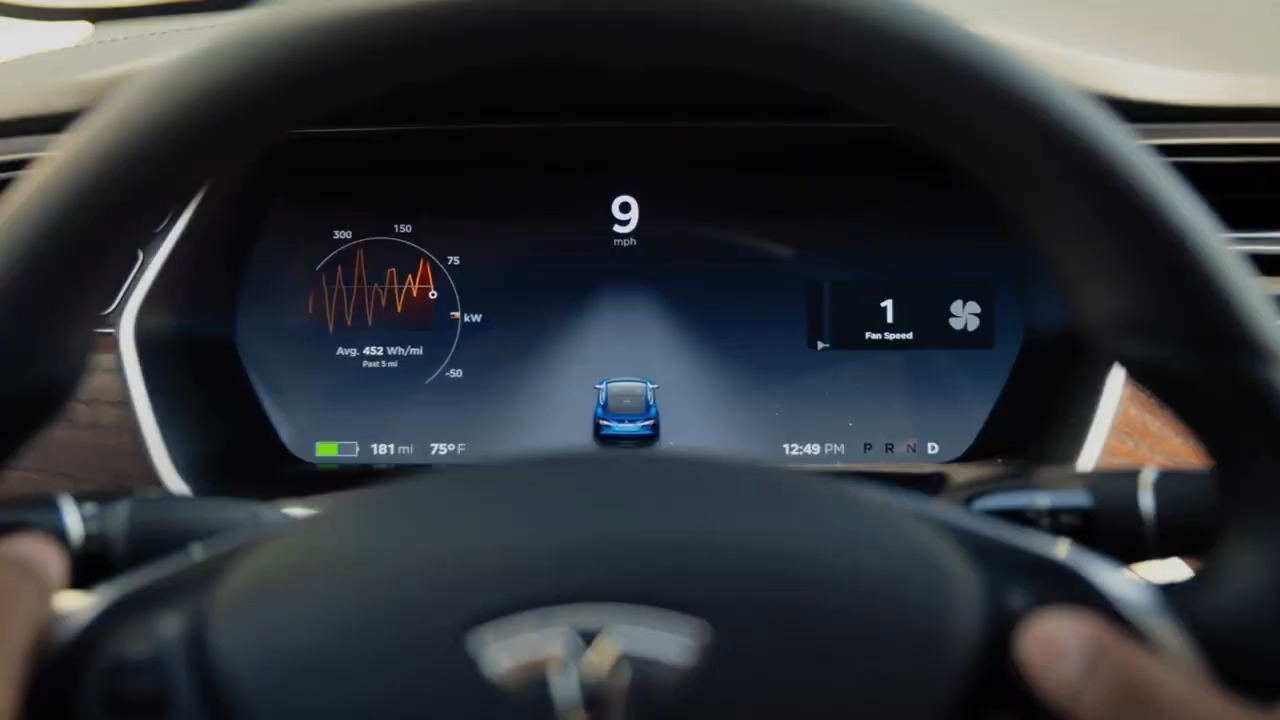 9
mph
300
150
75
kW
-50
Avg. 452 Wh/mi
Past 5 mi
1
Fan Speed
181 mi
75°F
12:49 PM
P R N D